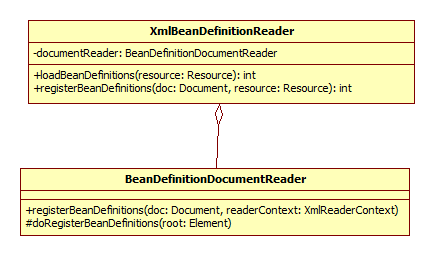 XmlBeanDefinitionReader
-documentReader: BeanDefinitionDocumentReader
+loadBeanDefinitions(resource: Resource): int
+registerBeanDefinitions(doc: Document, resource: Resource): int
BeanDefinitionDocumentReader
+registerBeanDefinitions(doc: Document, readerContext: XmlReaderContext)
#doRegisterBeanDefinitions(root: Element)